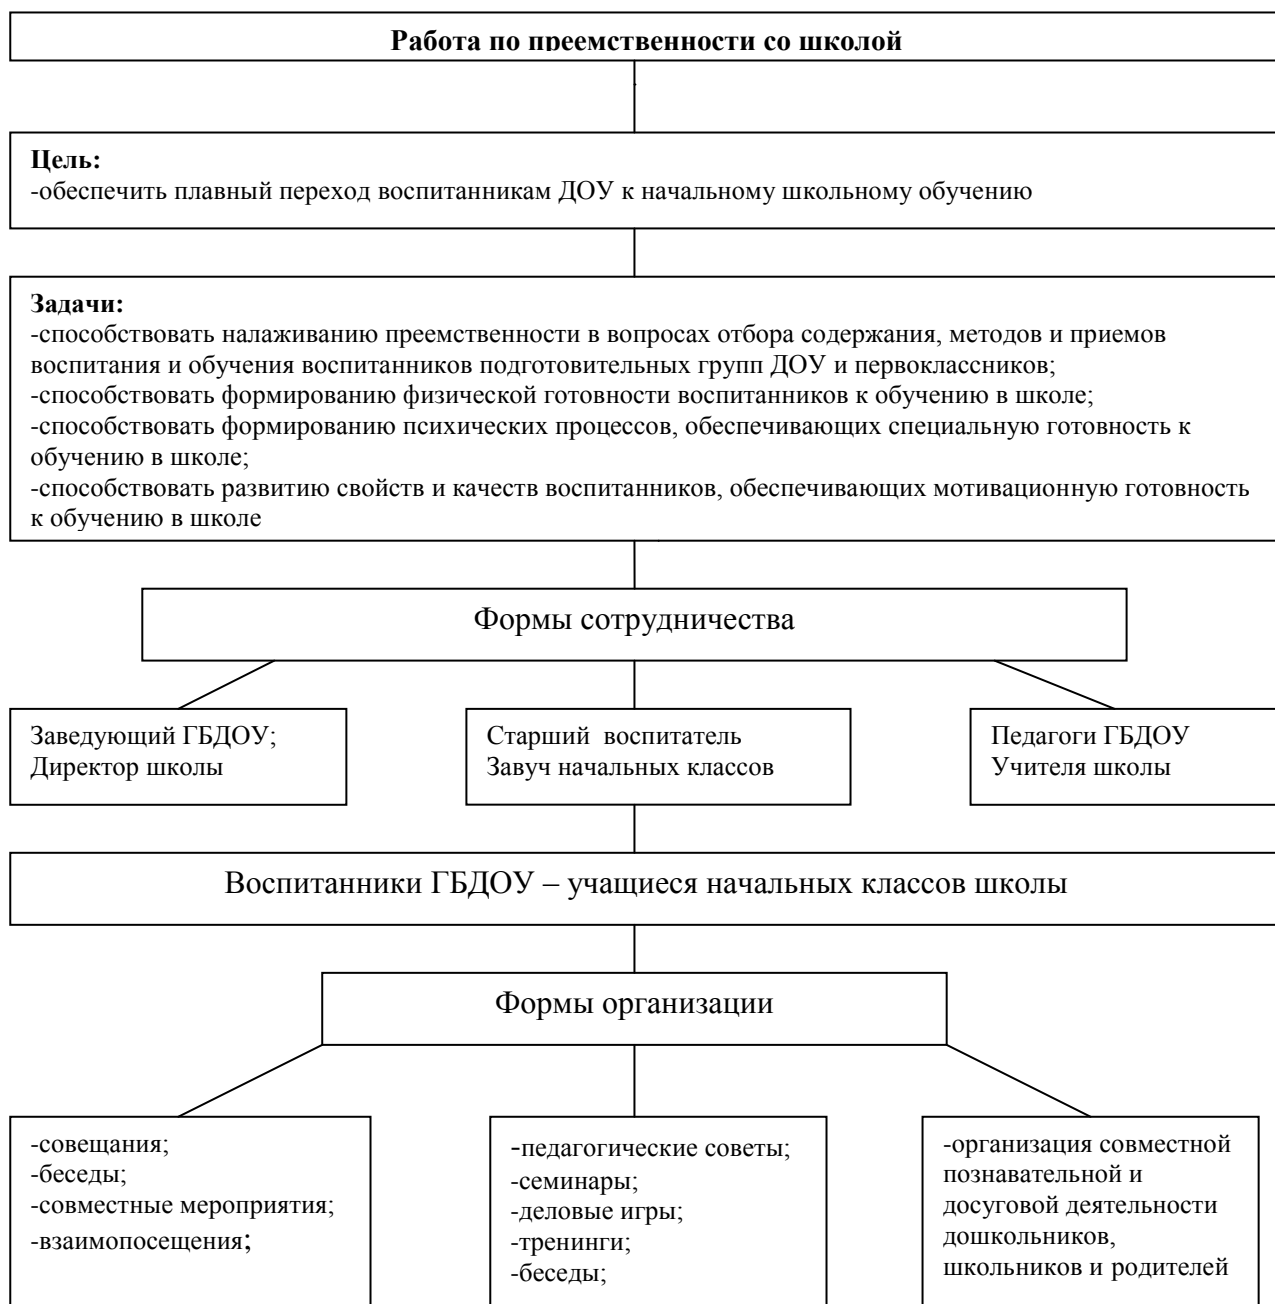 Работа по преемственности со школой
Цель:
-обеспечить плавный переход воспитанникам ДОУ к начальному школьному обучению
Задачи:
-способствовать налаживанию преемственности в вопросах отбора содержания, методов и приемов
воспитания и обучения воспитанников подготовительных групп ДОУ и первоклассников;
-способствовать формированию физической готовности воспитанников к обучению в школе;
-способствовать формированию психических процессов, обеспечивающих специальную готовность к
обучению в школе;
-способствовать развитию свойств и качеств воспитанников, обеспечивающих мотивационную готовность
к обучению в школе
Формы сотрудничества
Заведующий ГБДОУ;
Директор школы
Старший воспитатель
Завуч начальных классов
Педагоги ГБДОУ
Учителя школы
Воспитанники ГБДОУ – учащиеся начальных классов школы
Формы организации
-совещания;
-беседы;
-совместные мероприятия;
-взаимопосещения;
-педагогические советы;
-семинары;
-деловые игры;
-тренинги;
-беседы;
-организация совместной
познавательной и
досуговой деятельности
дошкольников,
школьников и родителей